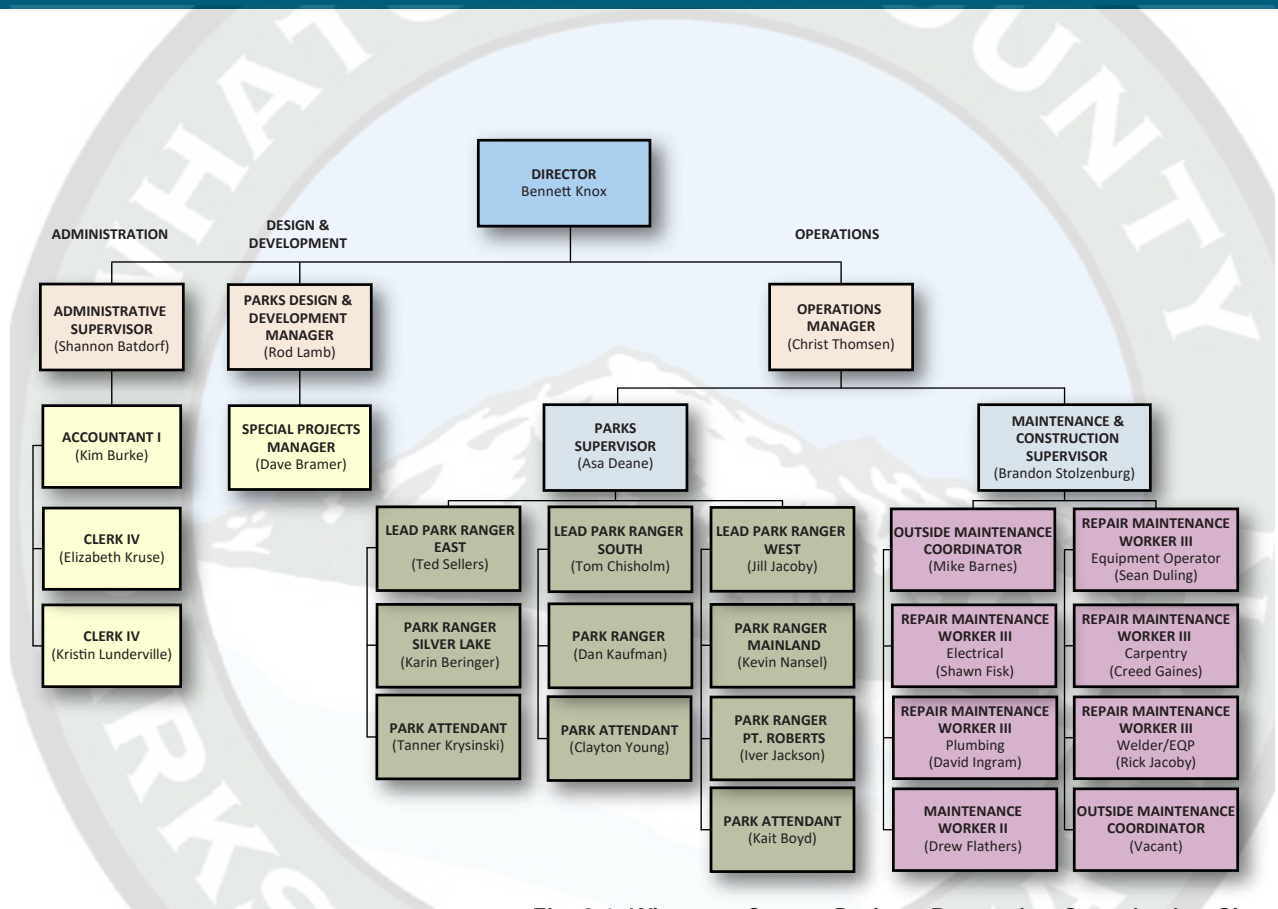 DIRECTOR
Bennett Knox
ADMINISTRATION
DESIGN &
DEVELOPMENT
OPERATIONS
ADMINISTRATIVE
SUPERVISOR
(Shannon Batdorf)
PARKS DESIGN &
DEVELOPMENT
MANAGER
(Rod Lamb)
OPERATIONS
MANAGER
(Christ Thomsen)
ACCOUNTANT I
(Kim Burke)
CLERK IV
(Elizabeth Kruse)
CLERK IV
(Kristin Lunderville)
SPECIAL PROJECTS
MANAGER
(Dave Bramer)
PARKS
SUPERVISOR
(Asa Deane)
MAINTENANCE &
CONSTRUCTION
SUPERVISOR
(Brandon Stolzenburg)
LEAD PARK RANGER
EAST
(Ted Sellers)
PARK RANGER
SILVER LAKE
(Karin Beringer)
PARK ATTENDANT
(Tanner Krysinski)
LEAD PARK RANGER
SOUTH
(Tom Chisholm)
PARK RANGER
(Dan Kaufman)
PARK ATTENDANT
(Clayton Young)
LEAD PARK RANGER
WEST
(Jill Jacoby)
PARK RANGER
MAINLAND
(Kevin Nansel)
PARK RANGER
PT. ROBERTS
(Iver Jackson)
PARK ATTENDANT
(Kait Boyd)
OUTSIDE MAINTENANCE
COORDINATOR
(Mike Barnes)
REPAIR MAINTENANCE
WORKER III
Electrical
(Shawn Fisk)
REPAIR MAINTENANCE
WORKER III
Plumbing
(David Ingram)
MAINTENANCE
WORKER II
(Drew Flathers)
REPAIR MAINTENANCE
WORKER III
Equipment Operator
(Sean Duling)
REPAIR MAINTENANCE
WORKER III
Carpentry
(Creed Gaines)
REPAIR MAINTENANCE
WORKER III
Welder/EQP
(Rick Jacoby)
OUTSIDE MAINTENANCE
COORDINATOR
(Vacant)